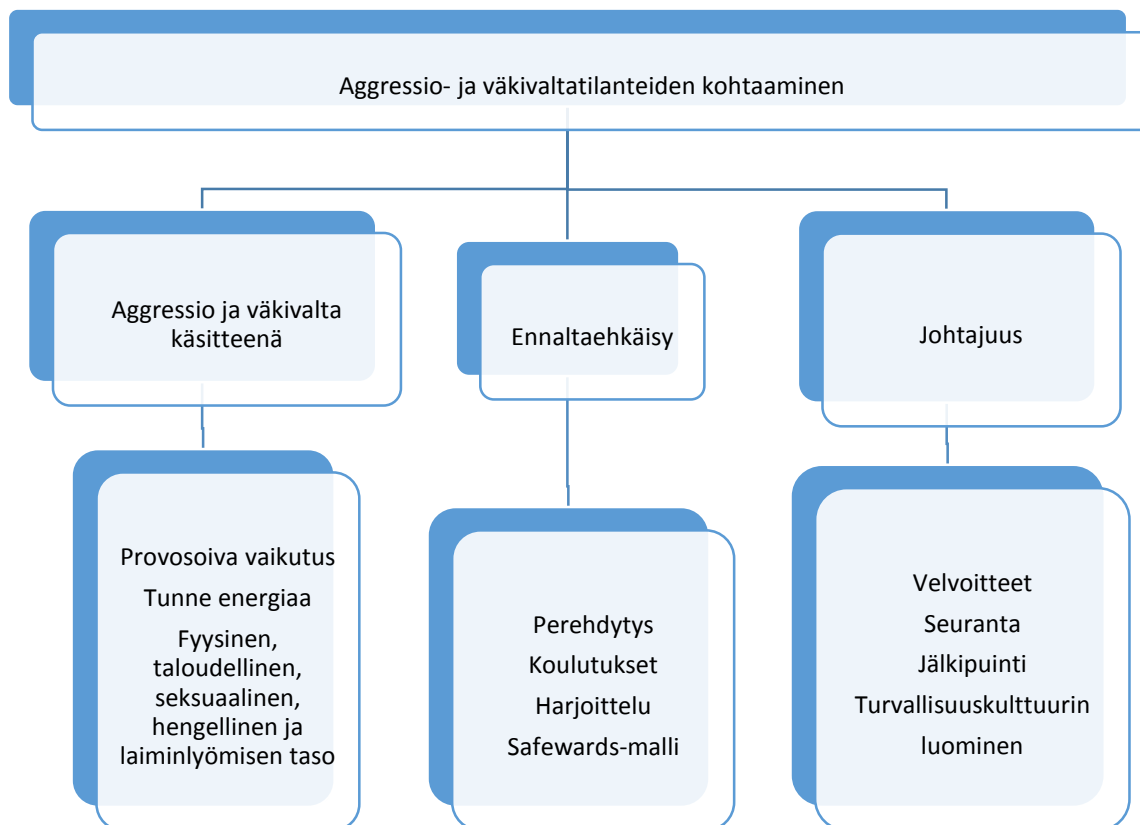 Aggressio- ja väkivaltatilanteiden kohtaaminen
Aggressio ja väkivalta
käsitteenä
Ennaltaehkäisy
Johtajuus
Provosoiva vaikutus
Tunne energiaa
Fyysinen,
taloudellinen,
seksuaalinen,
hengellinen ja
laiminlyömisen taso
Perehdytys
Koulutukset
Harjoittelu
Safewards-malli
Velvoitteet
Seuranta
Jälkipuinti
Turvallisuuskulttuurin
luominen